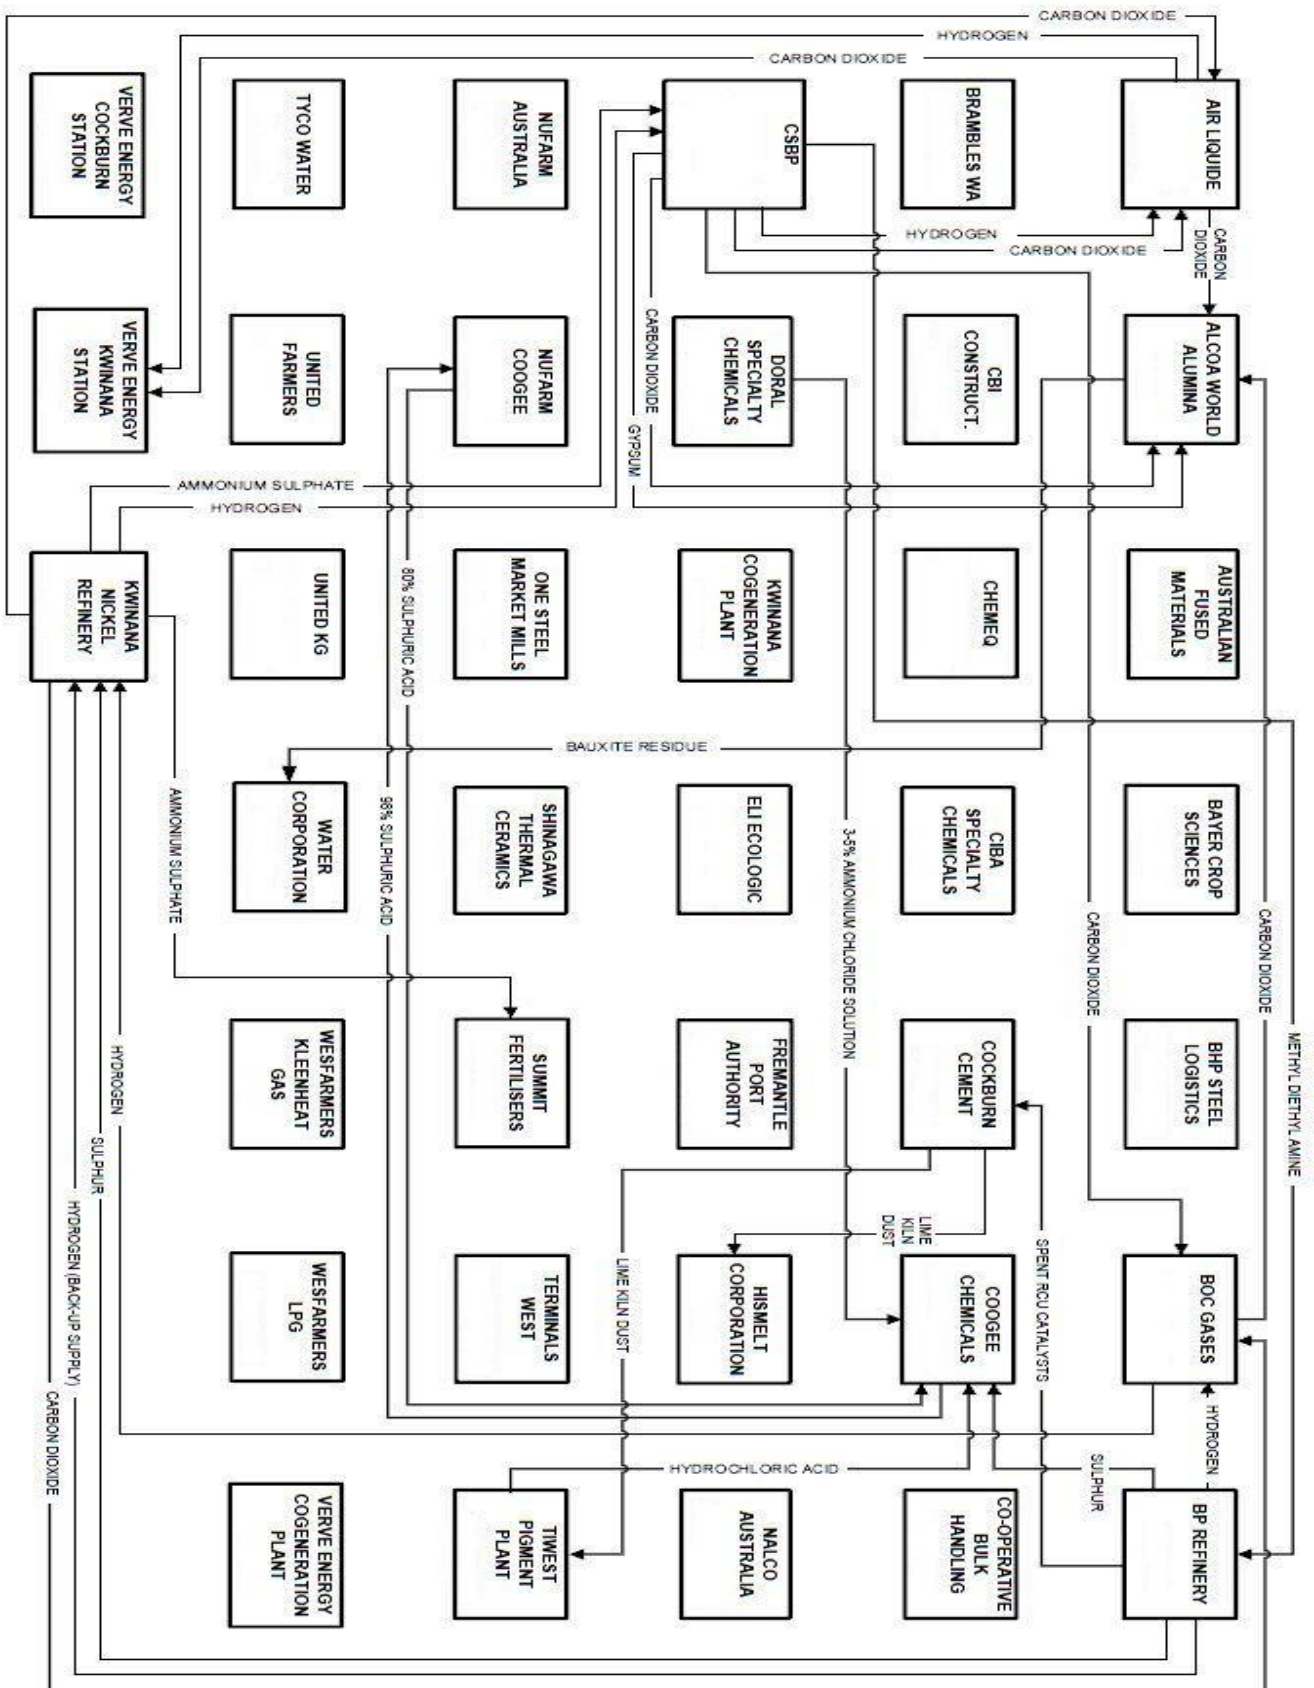 CARBON DIOXIDE
HYDROGEN
CARBON DIOXIDE
AIR LIQUIDE
CARBON
DIOXIDE
ALCOA WORLD
ALUMINA
AUSTRALIAN
FUSED
MATERIALS
BAYER CROP
SCIENCES
BHP STEEL
LOGISTICS
BOC GASES
HYDROGEN
BP REFINERY
CARBON DIOXIDE
METHYL DIETHYL AMINE
CARBON DIOXIDE
BRAMBLES WA
HYDROGEN
CARBON DIOXIDE
CBI
CONSTRUCT.
CHEMEQ
CIBA
SPECIALTY
CHEMICALS
COCKBURN
CEMENT
SPENT RCU CATALYSTS
LIME
KILN
DUST
COOGEE
CHEMICALS
SULPHUR
CO-OPERATIVE
BULK
HANDLING
CSBP
CARBON DIOXIDE
GYPSUM
DORAL
SPECIALTY
CHEMICALS
KWINANA
COGENERATION
PLANT
ELI ECOLOGIC
3-5% AMMONIUM CHLORIDE SOLUTION
FREMANTLE
PORT
AUTHORITY
HISMELT
CORPORATION
LIME KILN DUST
HYDROCHLORIC ACID
NALCO
AUSTRALIA
NUFARM
AUSTRALIA
NUFARM
COOGEE
ONE STEEL
MARKET MILLS
80% SULPHURIC ACID
98% SULPHURIC ACID
BAUXITE RESIDUE
SHINAGAWA
THERMAL
CERAMICS
SUMMIT
FERTILISERS
TERMINALS
WEST
TIWEST
PIGMENT
PLANT
TYCO WATER
UNITED
FARMERS
AMMONIUM SULPHATE
HYDROGEN
UNITED KG
WATER
CORPORATION
AMMONIUM SULPHATE
WESFARMERS
KLEENHEAT
GAS
WESFARMERS
LPG
VERVE ENERGY
COGENERATION
PLANT
VERVE ENERGY
COCKBURN
STATION
VERVE ENERGY
KWINANA
STATION
KWINANA
NICKEL
REFINERY
HYDROGEN
SULPHUR
HYDROGEN (BACK-UP SUPPLY)
CARBON DIOXIDE